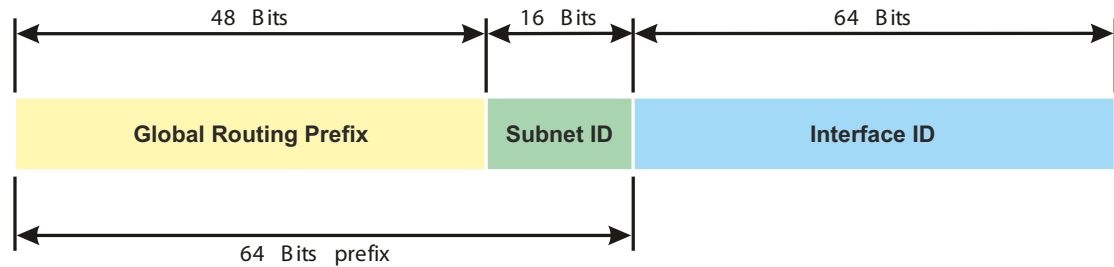 48 Bits 16 Bits 64 Bits
Global Routing Prefix Subnet ID Interface ID
64 Bits prefix